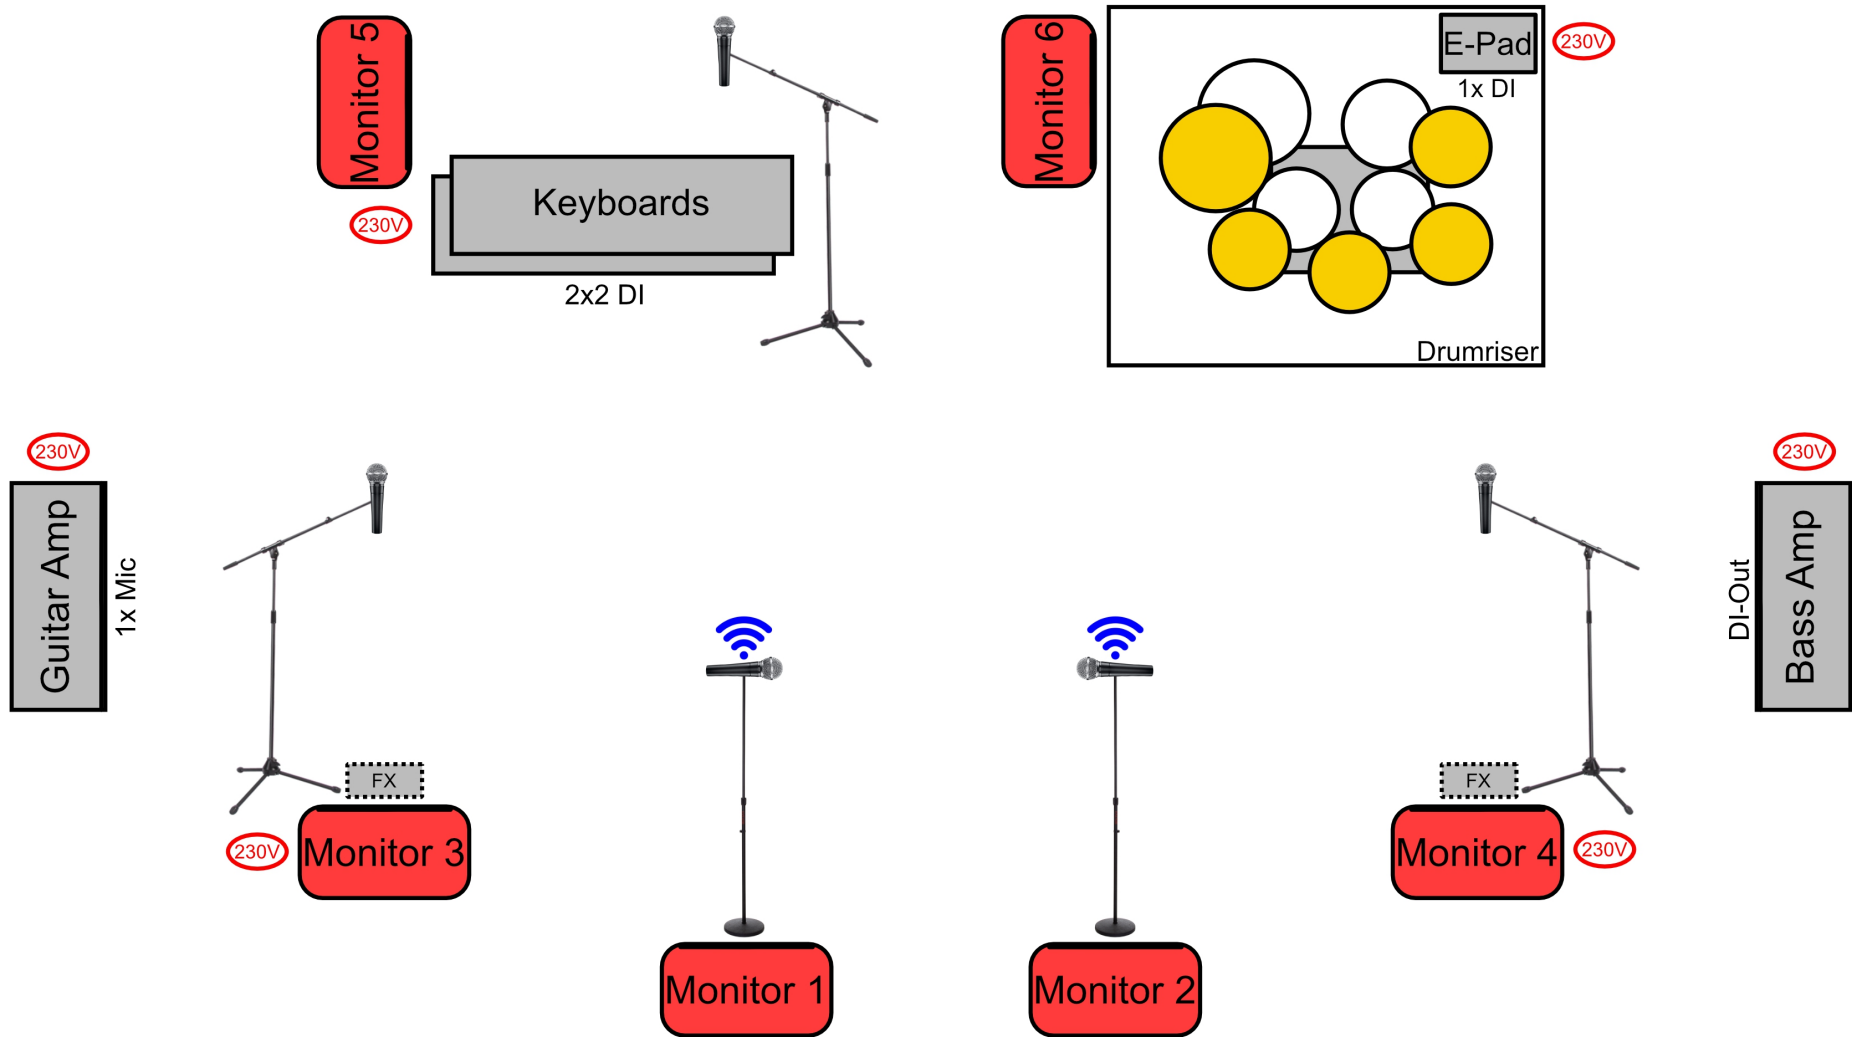 Monitor 5
Monitor 6
E-Pad
230V
1x DI
Keyboards
230V
2x2 DI
Drumriser
230V
230V
Guitar Amp
1x Mic
DI-Out
Bass Amp
FX
FX
230V
Monitor 3
Monitor 4
230V
Monitor 1
Monitor 2